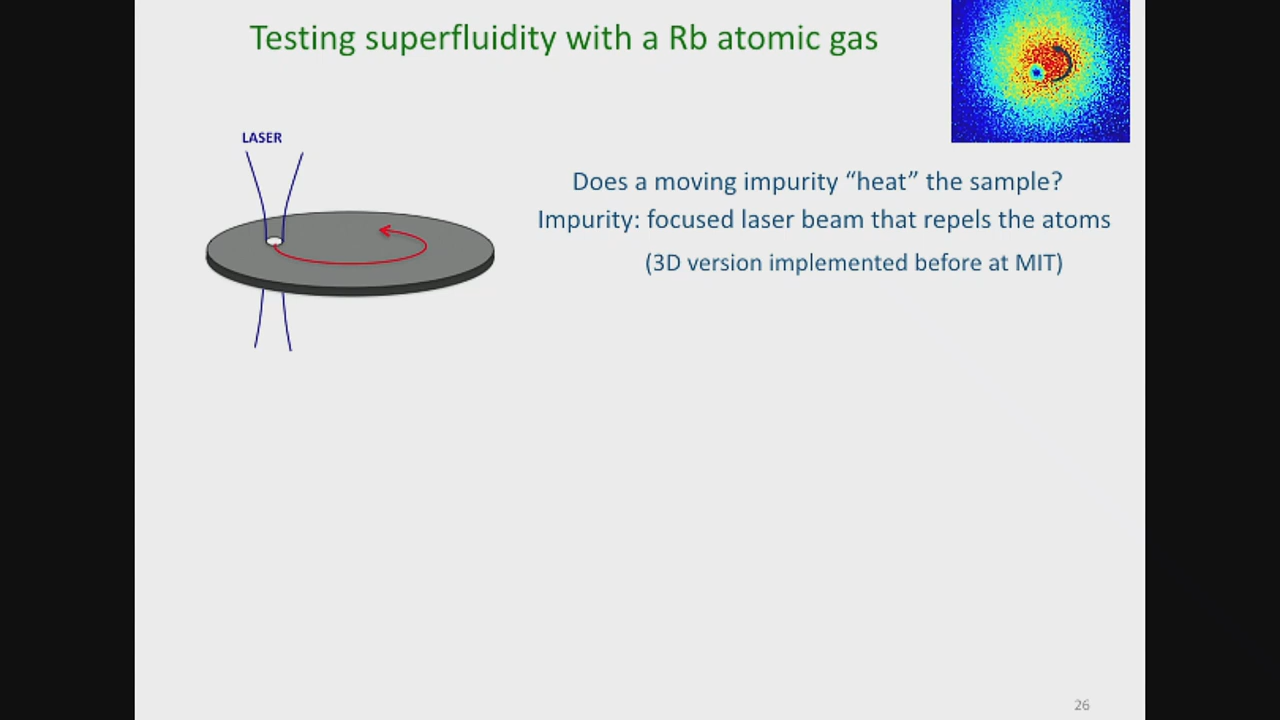 Testing superfluidity with a Rb atomic gas
LASER
Does a moving impurity “heat” the sample?
Impurity: focused laser beam that repels the atoms
(3D version implemented before at MIT)
26